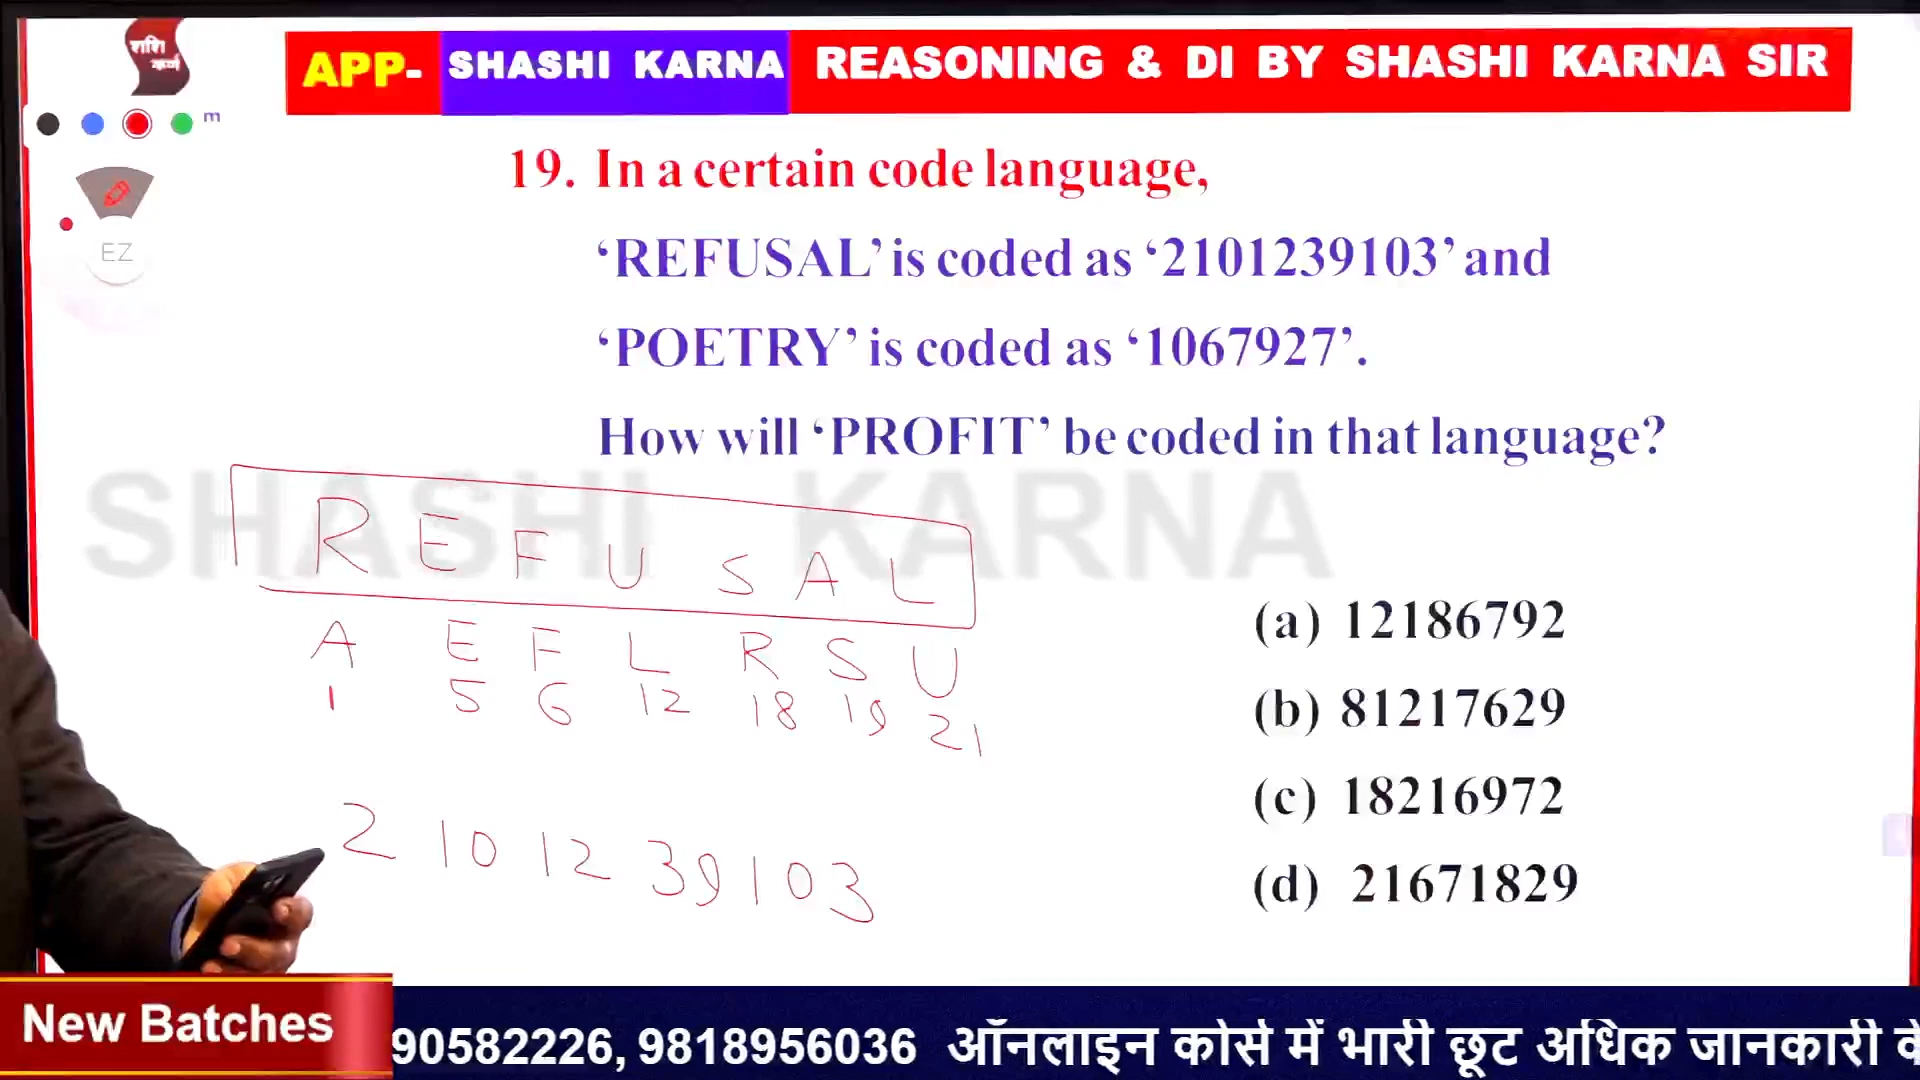 शशि
कर्ण
APP- SHASHI KARNA REASONING & DI BY SHASHI KARNA SIR
m
EZ
19. In a certain code language,
‘REFUSAL’ is coded as ‘2101239103’ and
‘POETRY’ is coded as ‘1067927’.
How will ‘PROFIT’ be coded in that language?
SHASHI KARNA
R E F U S A L
A E F L R S U
1 5 6 12 18 19 21
2 10 12 39103
(a) 12186792
(b) 81217629
(c) 18216972
(d) 21671829
New Batches
90582226, 9818956036 ऑनलाइन कोर्स में भारी छूट अधिक जानकारी के